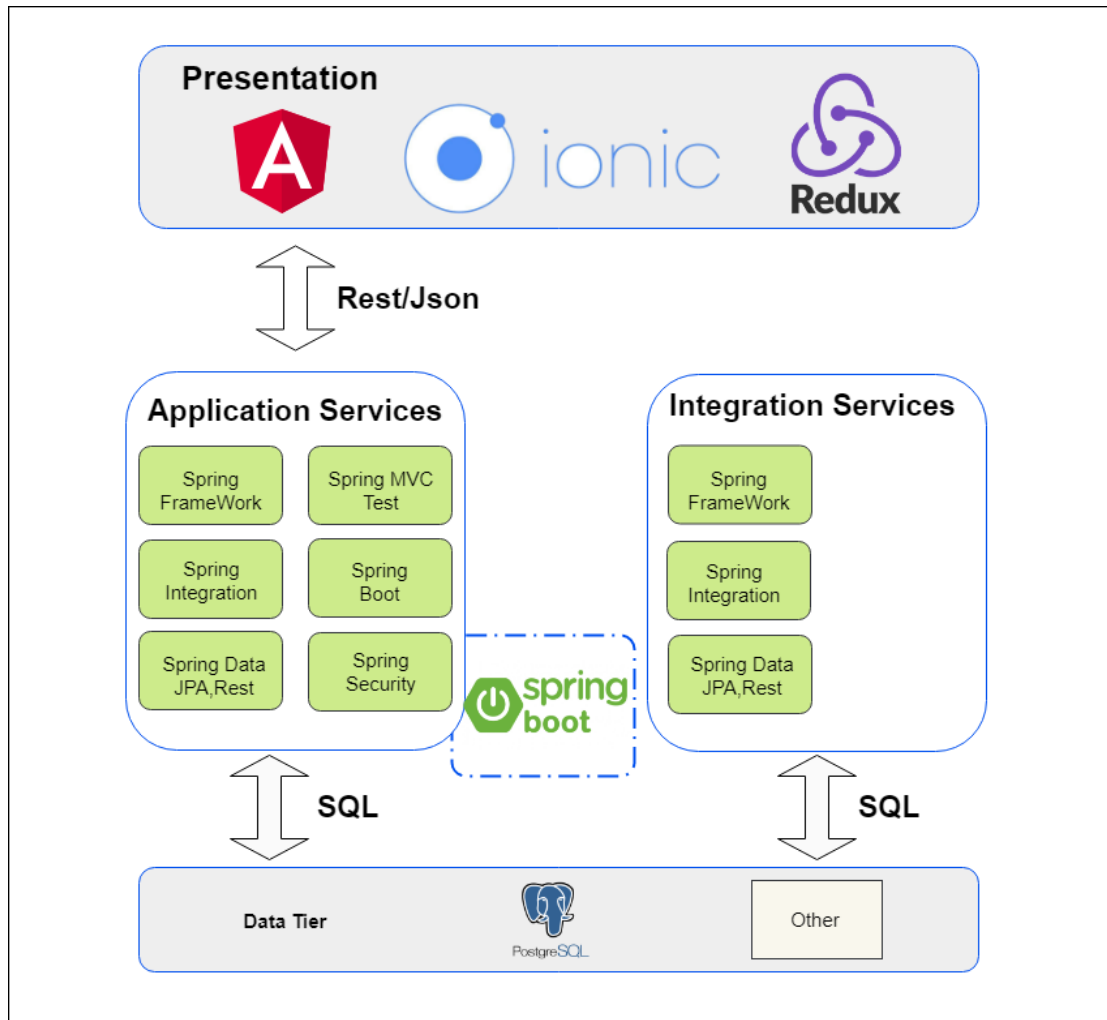 Presentation
A
ionic
Redux
Rest/Json
Application Services
Spring
FrameWork
Spring MVC
Test
Spring
Integration
Spring
Boot
Spring Data
JPA,Rest
Spring
Security
spring
boot
Integration Services
Spring
FrameWork
Spring
Integration
Spring Data
JPA,Rest
SQL
SQL
Data Tier
PostgreSQL
Other